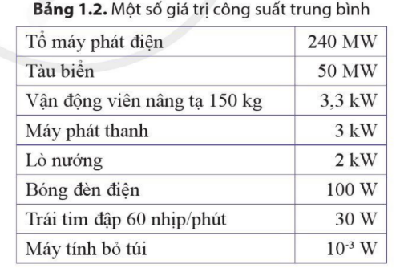 Bảng 1.2. Một số giá trị công suất trung bình
Tổ máy phát điện 240 MW
Tàu biển 50 MW
Vận động viên nâng tạ 150 kg 3,3 kW
Máy phát thanh 3 kW
Lò nướng 2 kW
Bóng đèn điện 100 W
Trái tim đập 60 nhịp/phút 30 W
Máy tính bỏ túi 10⁻³ W